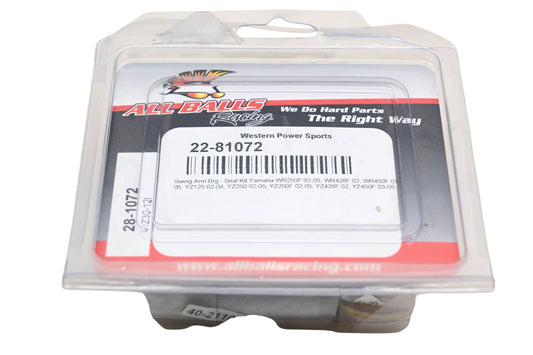 ALL BALLS
Racing
We Do Hard Parts
The Right Way
Western Power Sports
22-81072
Swing Arm Brg - Seal Kit Yamaha WR250F 02-05, WR426F 02, WR450F 03-
05, YZ125 02-04, YZ250 02-05, YZ250F 02-05, YZ426F 02, YZ450F 03-05
28-1072
www.allballsracing.com